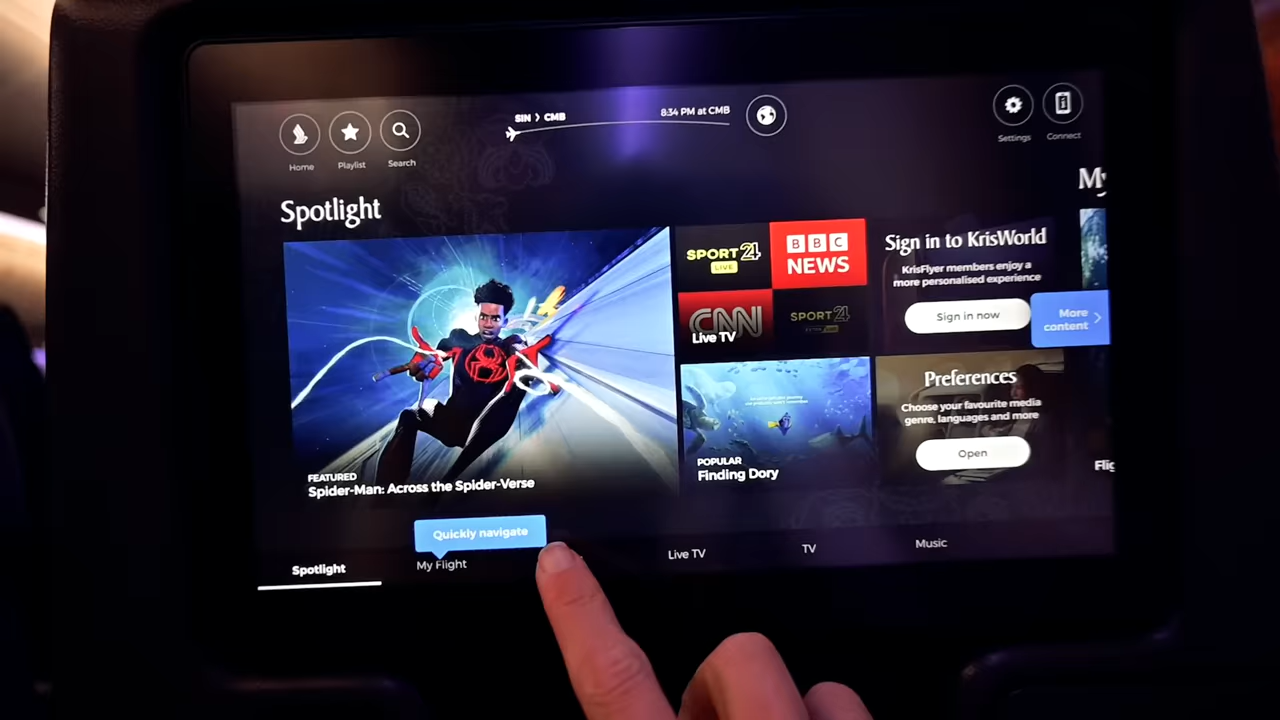 SIN > CMB
8:34 PM at CMB
Home
Playlist
Search
Settings
Connect
Spotlight
SPORT 24
LIVE
BBC
NEWS
CNN
Live TV
SPORT 24
Sign in to KrisWorld
KrisFlyer members enjoy a
more personalised experience
Sign in now
More
content
My
FEATURED
Spider-Man: Across the Spider-Verse
POPULAR
Finding Dory
Preferences
Choose your favourite media
genre, languages and more
Open
Quickly navigate
Spotlight
My Flight
Live TV
TV
Music